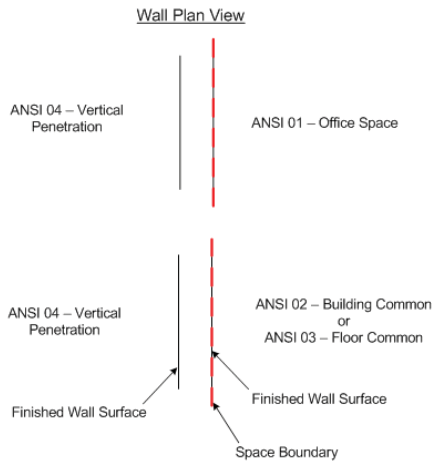 Wall Plan View
ANSI 04 – Vertical
Penetration
ANSI 01 – Office Space
ANSI 04 – Vertical
Penetration
ANSI 02 – Building Common
or
ANSI 03 – Floor Common
Finished Wall Surface
Finished Wall Surface
Space Boundary